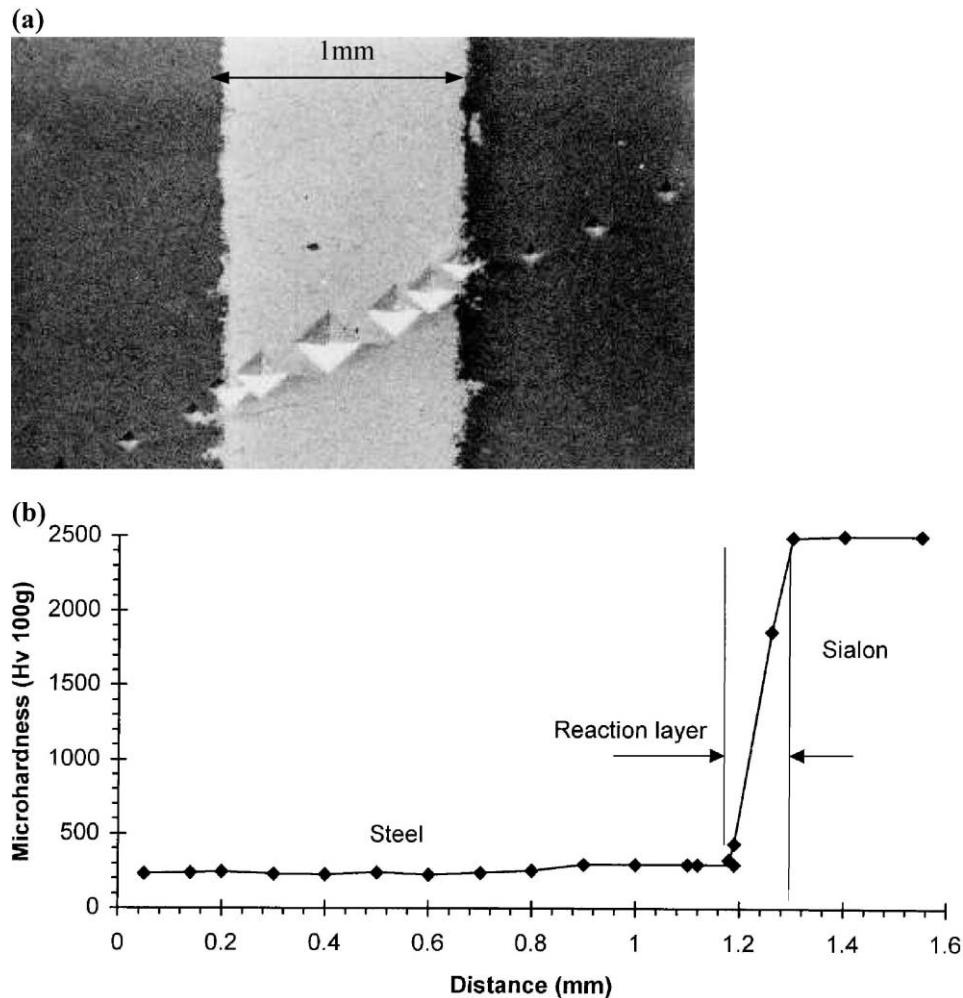 (a)
1mm
(b)
2500
2000
1500
1000
500
0
Microhardness (Hv 100g)
Sialon
Reaction layer
Steel
0 0.2 0.4 0.6 0.8 1 1.2 1.4 1.6
Distance (mm)